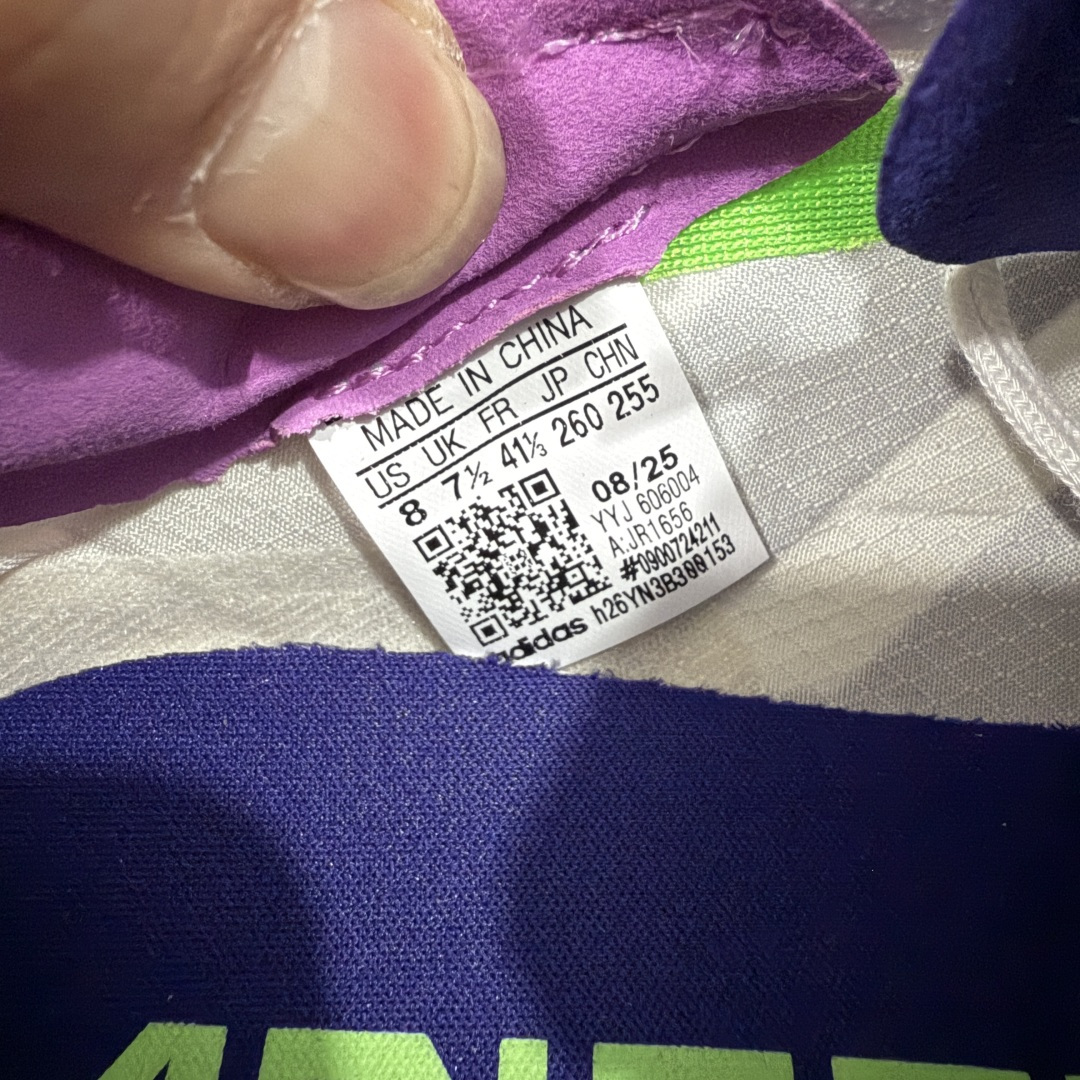 MADE IN CHINA
US UK FR JP CHN
8 7½ 41⅓ 260 255
08/25
YYJ 606004
A:JR1656
#0900724211
adidas h26YN3B300153